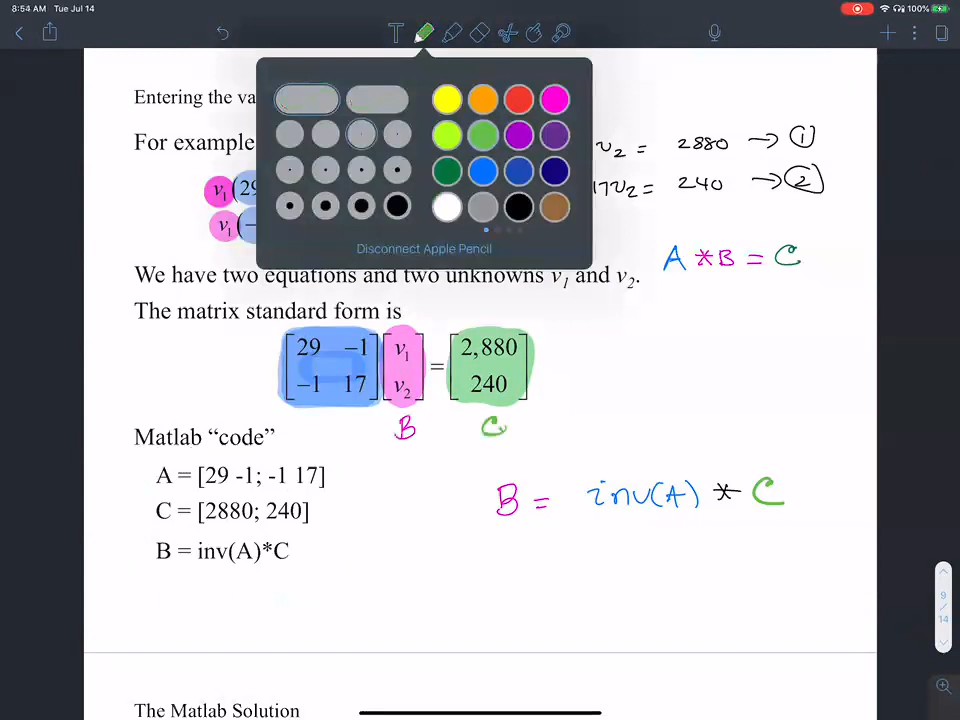 8:54 AM Tue Jul 14
100%
T
Entering the va
For example
v₂ = 2880 → ①
v₁(29
17v₂ = 240 → ②
v₁(−
Disconnect Apple Pencil
We have two equations and two unknowns v₁ and v₂.
A * B = C
The matrix standard form is
[29 −1; −1 17] [v₁; v₂] = [2,880; 240]
B C
Matlab “code”
A = [29 -1; -1 17]
B = inv(A) * C
C = [2880; 240]
B = inv(A)*C
9 / 14
The Matlab Solution